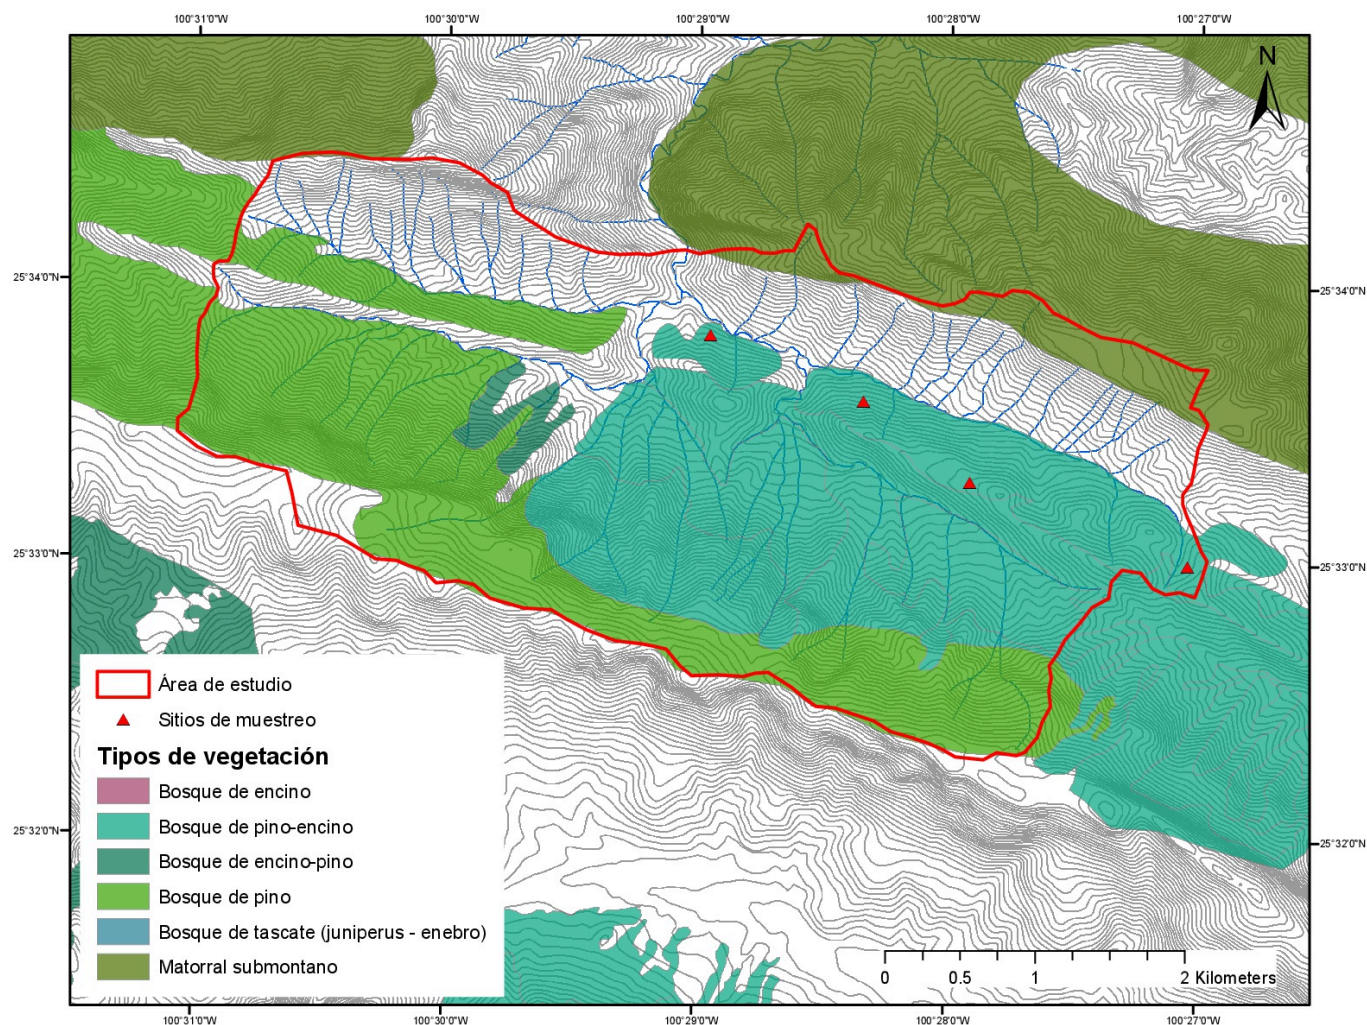 100°31'0"W 100°30'0"W 100°29'0"W 100°28'0"W 100°27'0"W
N
25°34'0"N 25°34'0"N
25°33'0"N 25°33'0"N
Área de estudio
Sitios de muestreo
Tipos de vegetación
Bosque de encino
Bosque de pino-encino
Bosque de encino-pino
Bosque de pino
Bosque de tascate (juniperus - enebro)
Matorral submontano
25°32'0"N 25°32'0"N
0 0.5 1 2 Kilometers
100°31'0"W 100°30'0"W 100°29'0"W 100°28'0"W 100°27'0"W